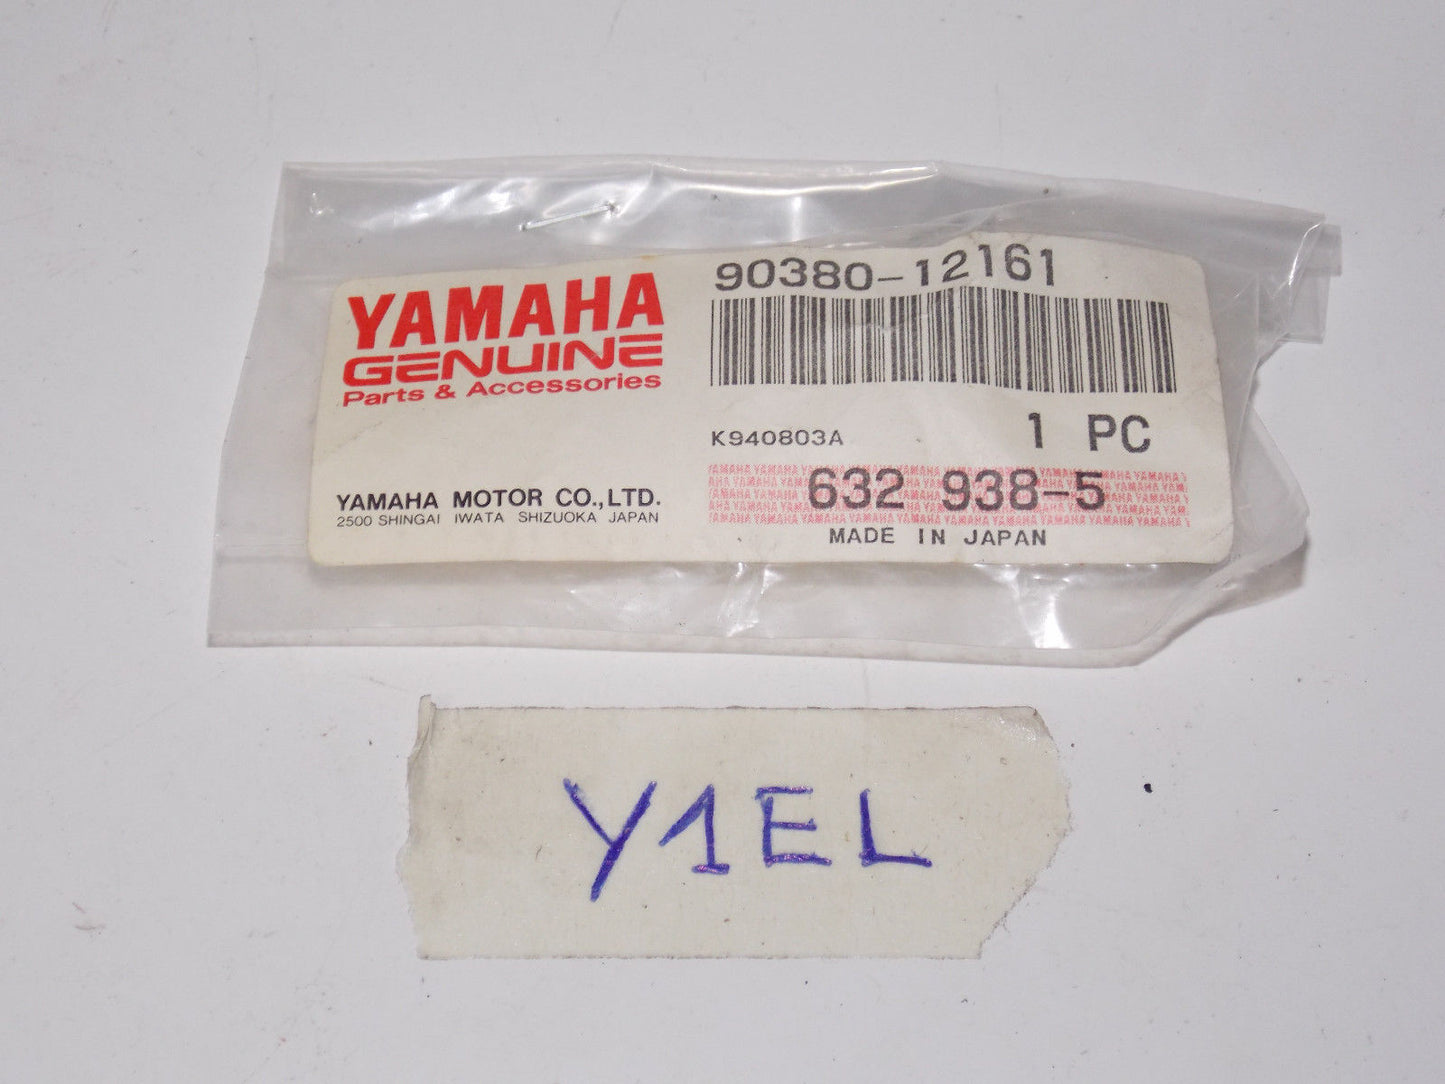 YAMAHA
GENUINE
Parts & Accessories
YAMAHA MOTOR CO.,LTD.
2500 SHINGAI IWATA SHIZUOKA JAPAN
90380-12161
K940803A
1 PC
632 938-5
MADE IN JAPAN
Y1EL